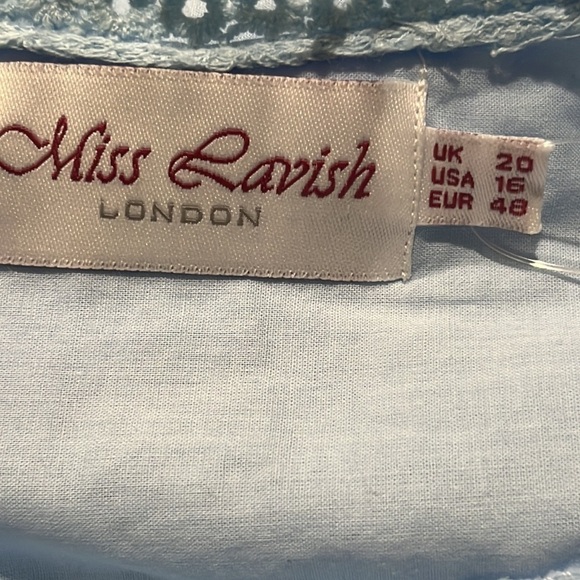 Miss Lavish
LONDON
UK 20
USA 16
EUR 48